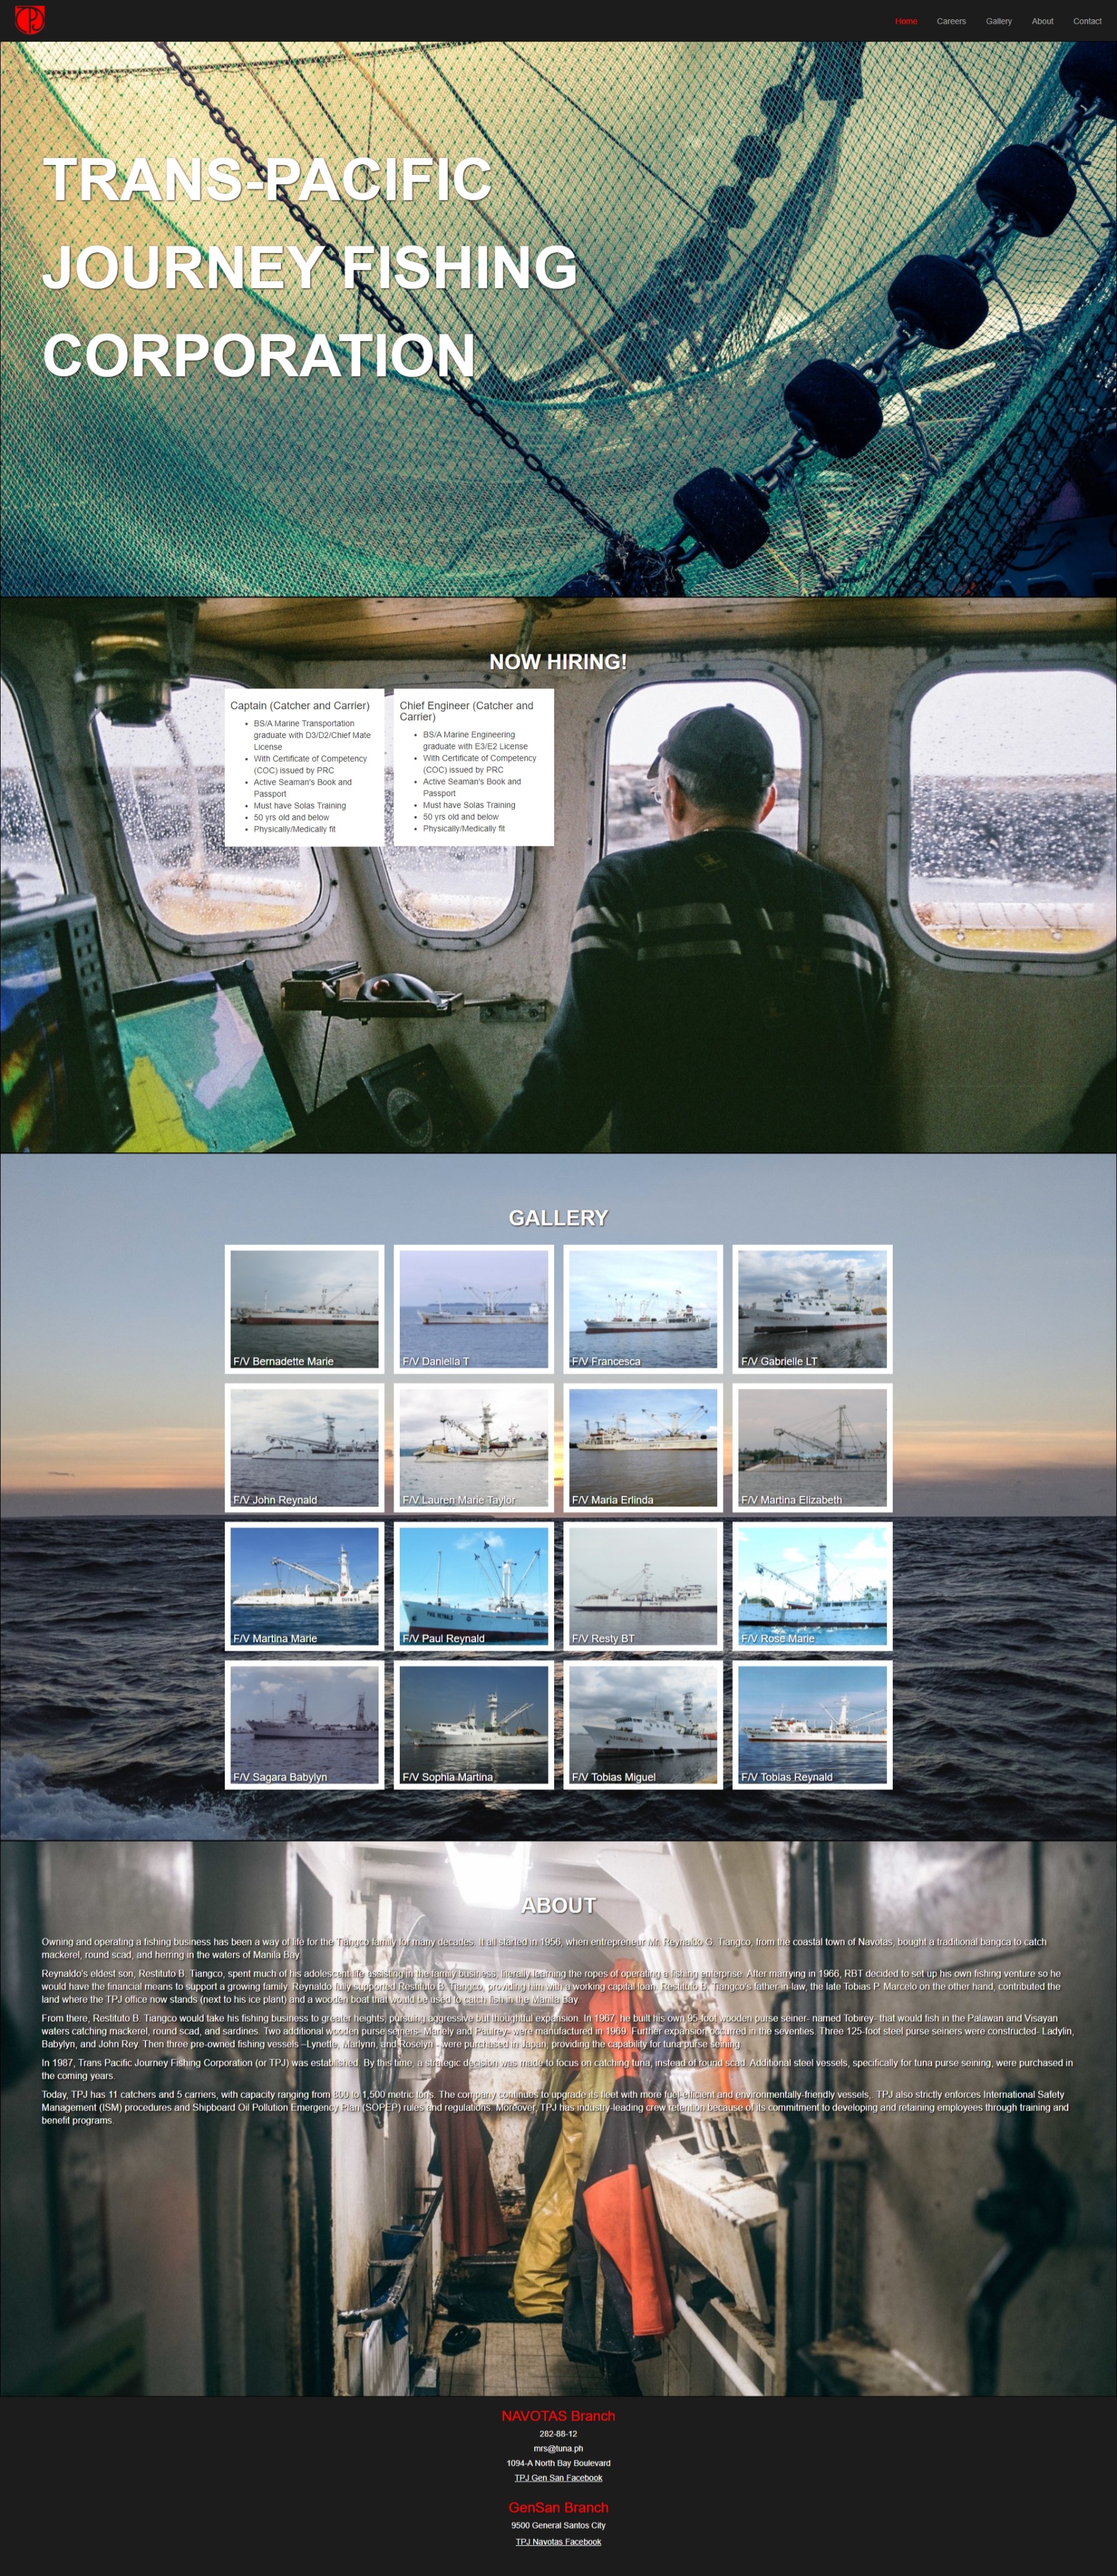 Home Careers Gallery About Contact
TRANS-PACIFIC
JOURNEY FISHING
CORPORATION
NOW HIRING!
Captain (Catcher and Carrier)
BS/A Marine Transportation
graduate with D3/D2/Chief Mate
License
With Certificate of Competency
(COC) issued by PRC
Active Seaman's Book and
Passport
Must have Solas Training
50 yrs old and below
Physically/Medically fit
Chief Engineer (Catcher and
Carrier)
BS/A Marine Engineering
graduate with E3/E2 License
With Certificate of Competency
(COC) issued by PRC
Active Seaman's Book and
Passport
Must have Solas Training
50 yrs old and below
Physically/Medically fit
GALLERY
F/V Bernadette Marie
F/V Daniella T
F/V Francesca
F/V Gabrielle LT
F/V John Reynald
F/V Lauren Marie Taylor
F/V Maria Erlinda
F/V Martina Elizabeth
F/V Martina Marie
F/V Paul Reynald
F/V Resty BT
F/V Rose Marie
F/V Sagara Babylyn
F/V Sophia Martina
F/V Tobias Miguel
F/V Tobias Reynald
ABOUT
Owning and operating a fishing business has been a way of life for the Tiangco family for many decades. It all started in 1956, when entrepreneur Mr. Reynaldo G. Tiangco, from the coastal town of Navotas, bought a traditional bangca to catch
mackerel, round scad, and herring in the waters of Manila Bay.
Reynaldo's eldest son, Restituto B. Tiangco, spent much of his adolescent life assisting in the family business, literally learning the ropes of operating a fishing enterprise. After marrying in 1966, RBT decided to set up his own fishing venture so he
would have the financial means to support a growing family. Reynaldo fully supported Restituto B. Tiangco, providing him with a working capital loan. Restituto B. Tiangco's father-in-law, the late Tobias P. Marcelo on the other hand, contributed the
land where the TPJ office now stands (next to his ice plant) and a wooden boat that would be used to catch fish in the Manila Bay.
From there, Restituto B. Tiangco would take his fishing business to greater heights, pursuing aggressive but thoughtful expansion. In 1967, he built his own 95-foot wooden purse seiner- named Tobirey- that would fish in the Palawan and Visayan
waters catching mackerel, round scad, and sardines. Two additional wooden purse seiners- Mariely and Paulrey- were manufactured in 1969. Further expansion occurred in the seventies. Three 125-foot steel purse seiners were constructed- Ladylin,
Babylyn, and John Rey. Then three pre-owned fishing vessels –Lynette, Marlynn, and Roselyn - were purchased in Japan; providing the capability for tuna purse seining.
In 1987, Trans Pacific Journey Fishing Corporation (or TPJ) was established. By this time, a strategic decision was made to focus on catching tuna, instead of round scad. Additional steel vessels, specifically for tuna purse seining, were purchased in
the coming years.
Today, TPJ has 11 catchers and 5 carriers, with capacity ranging from 800 to 1,500 metric tons. The company continues to upgrade its fleet with more fuel-efficient and environmentally-friendly vessels,. TPJ also strictly enforces International Safety
Management (ISM) procedures and Shipboard Oil Pollution Emergency Plan (SOPEP) rules and regulations. Moreover, TPJ has industry-leading crew retention because of its commitment to developing and retaining employees through training and
benefit programs.
NAVOTAS Branch
282-88-12
mrs@tuna.ph
1094-A North Bay Boulevard
TPJ Gen San Facebook
GenSan Branch
9500 General Santos City
TPJ Navotas Facebook